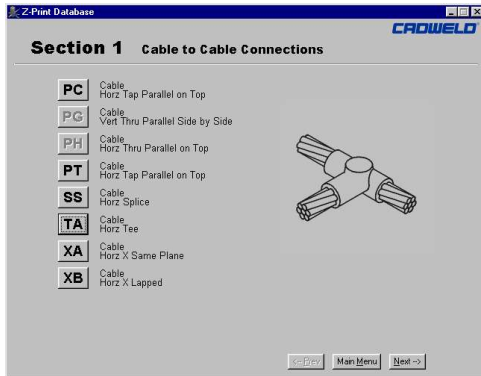 Z-Print Database
CADWELD
Section 1 Cable to Cable Connections
PC Cable
Horz Tap Parallel on Top
PG Cable
Vert Thru Parallel Side by Side
PH Cable
Horz Thru Parallel on Top
PT Cable
Horz Tap Parallel on Top
SS Cable
Horz Splice
TA Cable
Horz Tee
XA Cable
Horz X Same Plane
XB Cable
Horz X Lapped
<-- Prev Main Menu Next -->